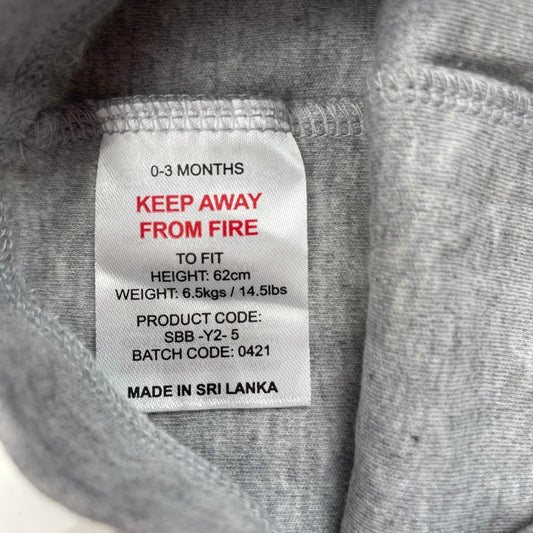 0-3 MONTHS
KEEP AWAY
FROM FIRE
TO FIT
HEIGHT: 62cm
WEIGHT: 6.5kgs / 14.5lbs
PRODUCT CODE:
SBB -Y2- 5
BATCH CODE: 0421
MADE IN SRI LANKA